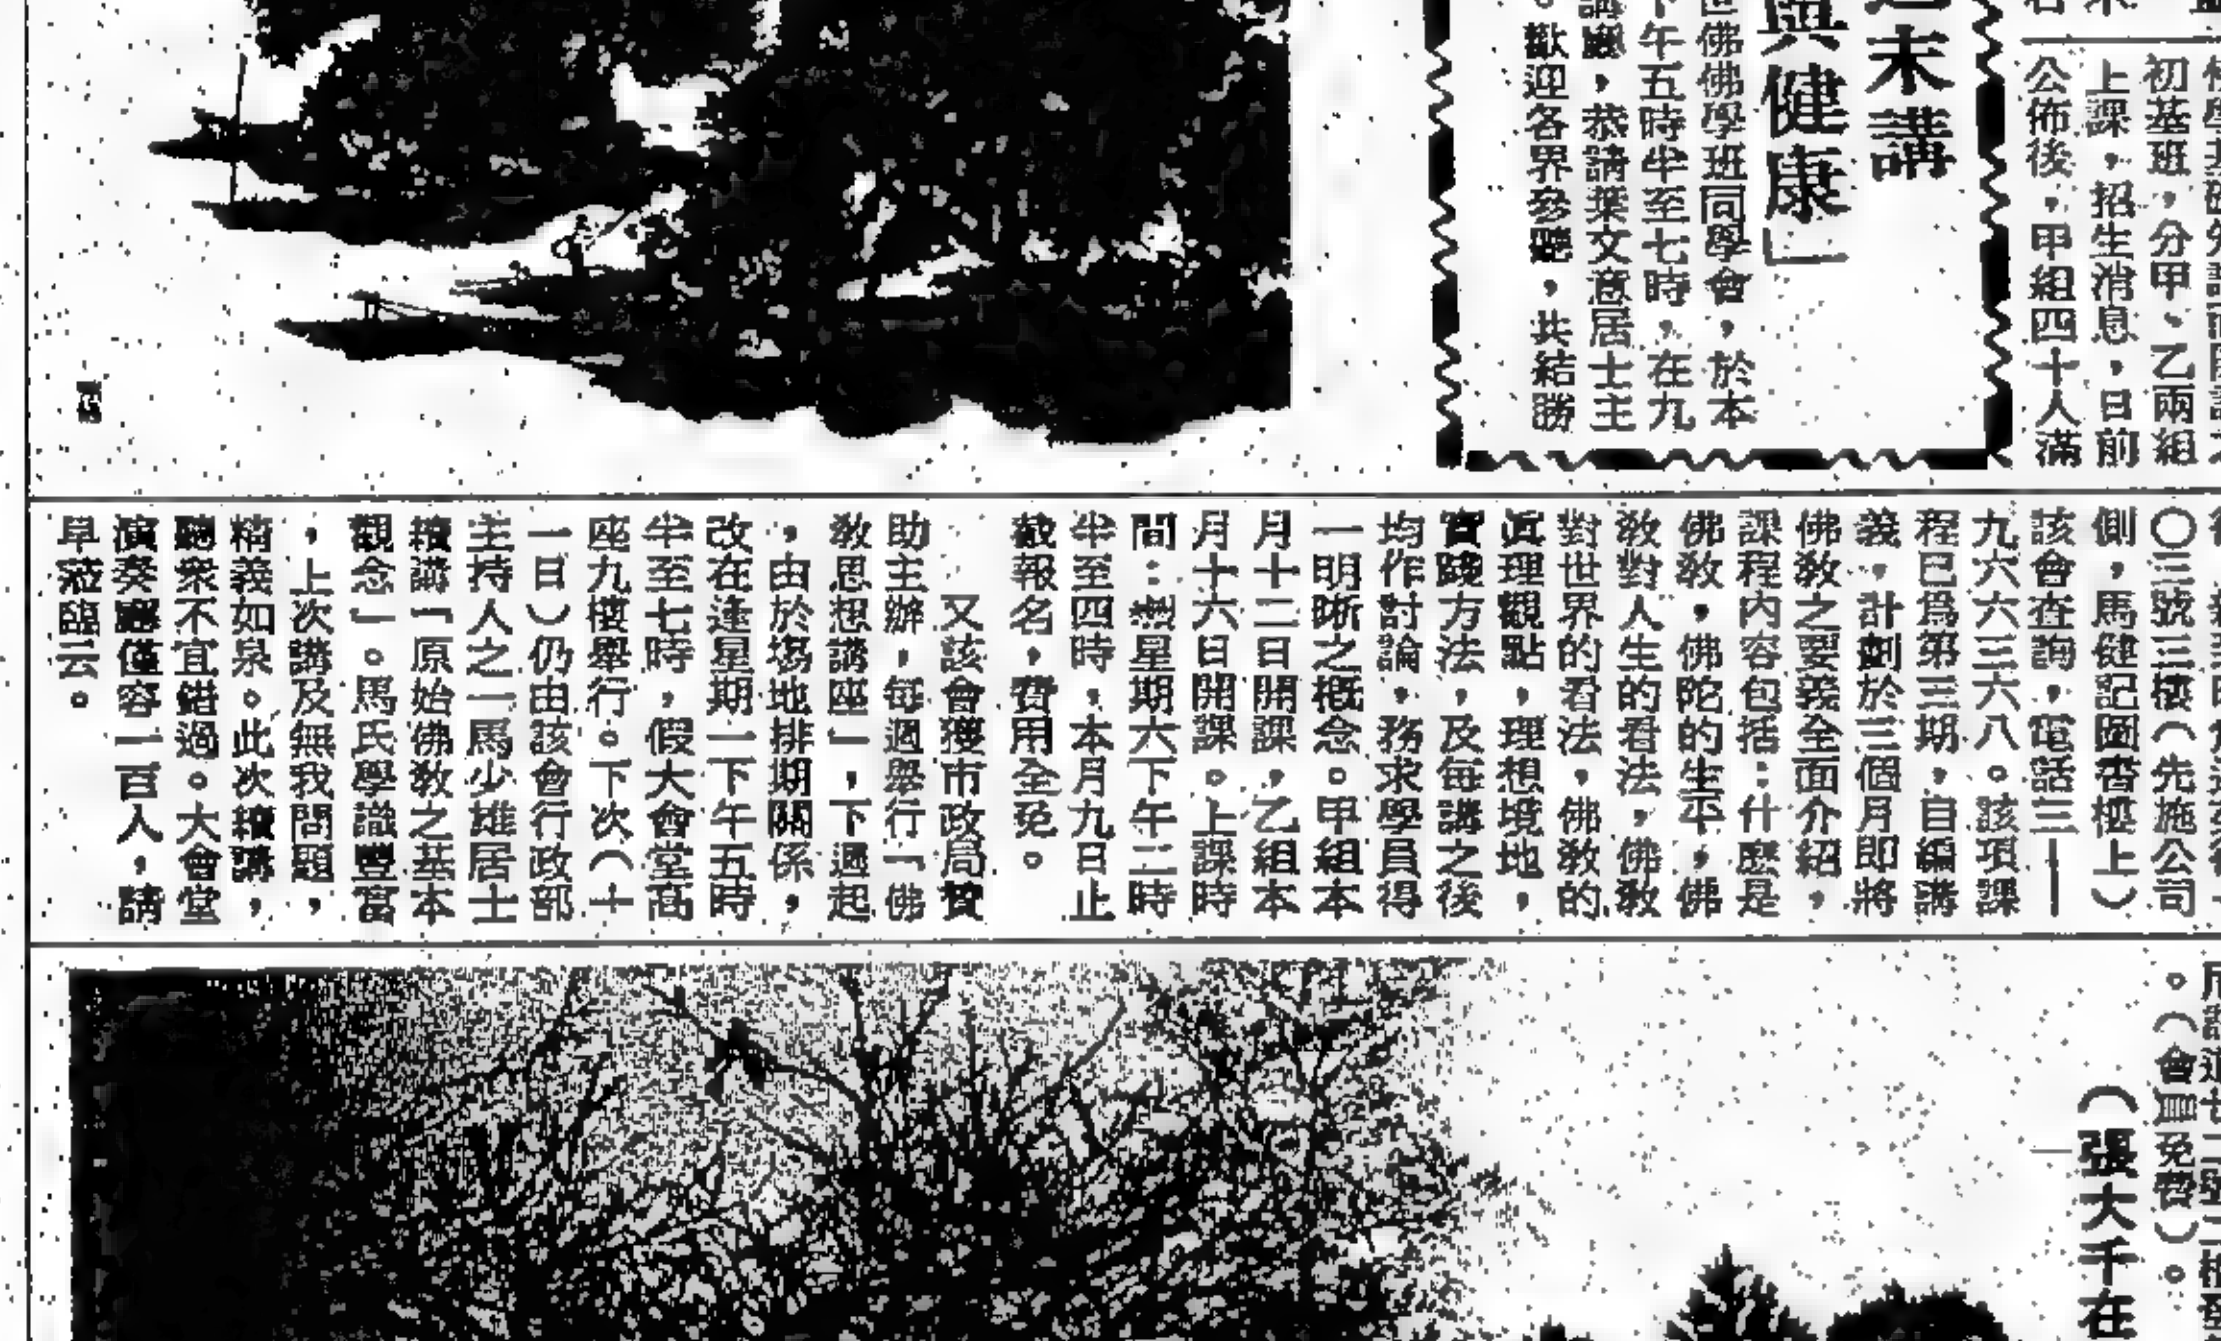 初基班，分甲、乙兩組
上課，招生消息，日前
公佈後，甲組四十人滿
末講
與健康」
世佛佛學班同學會，於本
下午五時半至七時，在九
講廳，恭請葉文意居士主
。歡迎各界參聽，共結勝
〇三號三樓（先施公司
側，馬健記圖書樓上）
該會查詢，電話三——
九六六三六八。該項課
程已為第三期，自編講
義，計劃於三個月即將
佛敎之要義全面介紹，
課程內容包括：什麼是
佛敎，佛陀的生平，佛
敎對人生的看法，佛敎
對世界的看法，佛敎的
眞理觀點，理想境地，
實踐方法，及每講之後
均作討論，務求學員得
一明晰之概念。甲組本
月十二日開課，乙組本
月十六日開課。上課時
間：逢星期六下午二時
半至四時，本月九日止
截報名，費用全免。
又該會獲市政局贊
助主辦，每週舉行「佛
敎思想講座」，下週起
，由於場地排期關係，
改在逢星期一下午五時
半至七時，假大會堂高
座九樓舉行。下次（十
一日）仍由該會行政部
主持人之一馬少雄居士
續講「原始佛敎之基本
觀念」。馬氏學識豐富
，上次講及無我問題，
精義如泉。此次續講，
聽衆不宜錯過。大會堂
演奏廳僅容一百人，請
早蒞臨云。
。（會畫免費）。
（張大千在